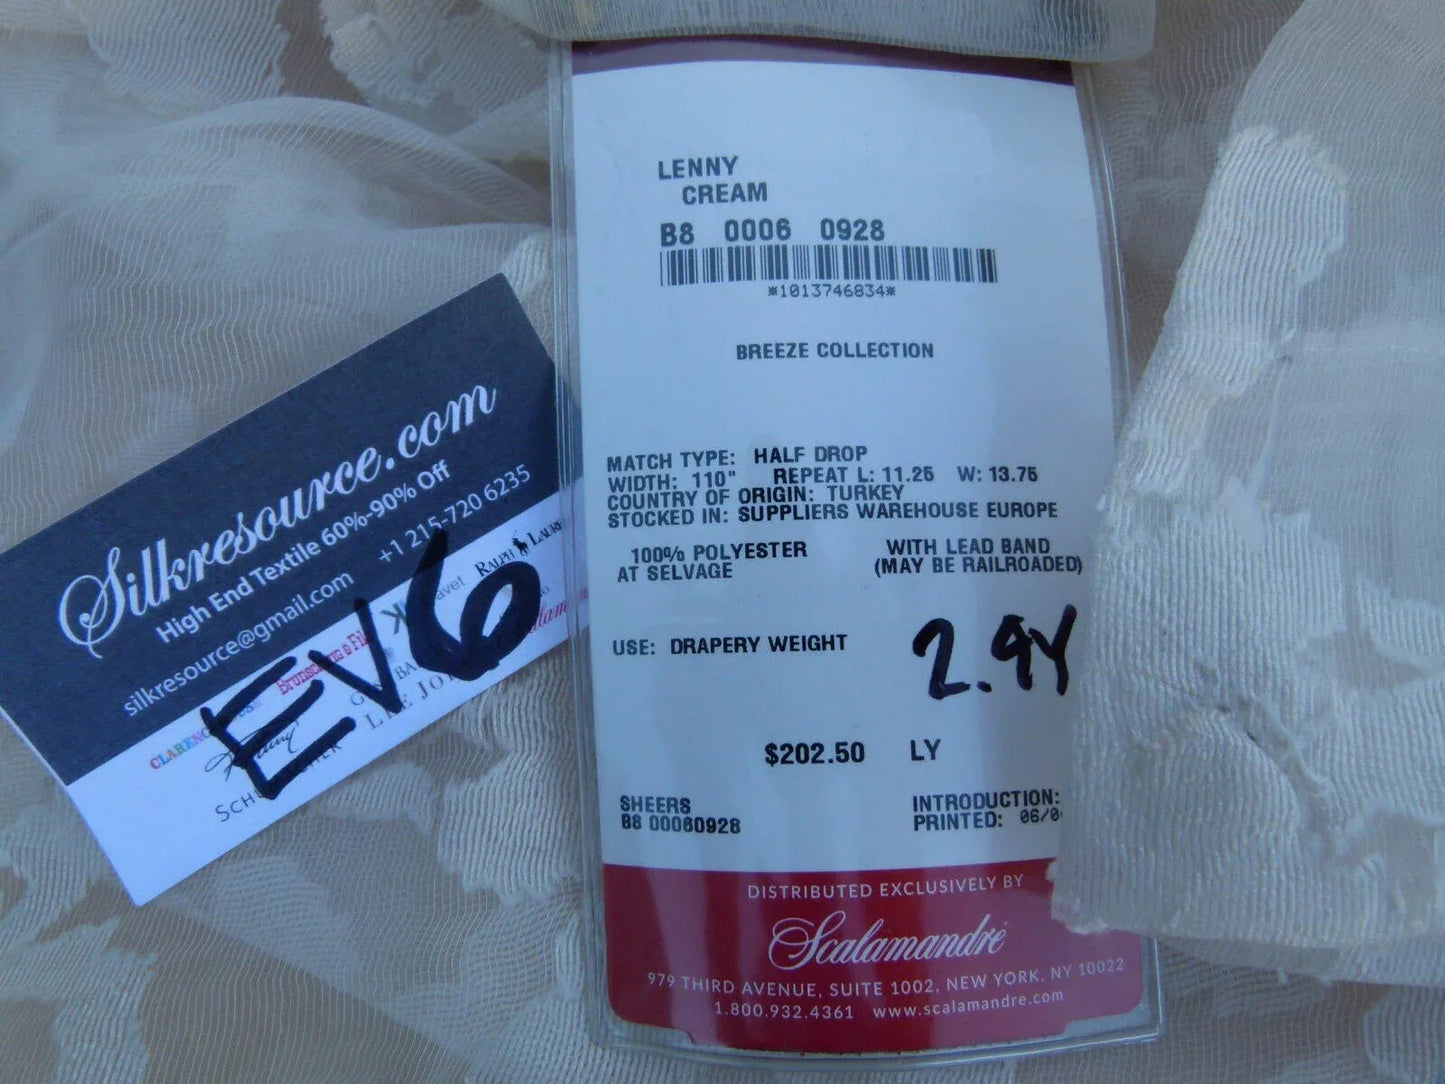 LENNY
CREAM
B8 0006 0928
*1013746834*
BREEZE COLLECTION
MATCH TYPE: HALF DROP
WIDTH: 110" REPEAT L: 11.25 W: 13.75
COUNTRY OF ORIGIN: TURKEY
STOCKED IN: SUPPLIERS WAREHOUSE EUROPE
100% POLYESTER WITH LEAD BAND
AT SELVAGE (MAY BE RAILROADED)
USE: DRAPERY WEIGHT
2.9Y
$202.50 LY
SHEERS INTRODUCTION:
B8 00060928 PRINTED: 06/0
DISTRIBUTED EXCLUSIVELY BY
Scalamandré
979 THIRD AVENUE, SUITE 1002, NEW YORK, NY 10022
1.800.932.4361 www.scalamandre.com
Silkresource.com
High End Textile 60%-90% Off
silkresource@gmail.com +1 215-720 6235
RALPH LAURE
EV6